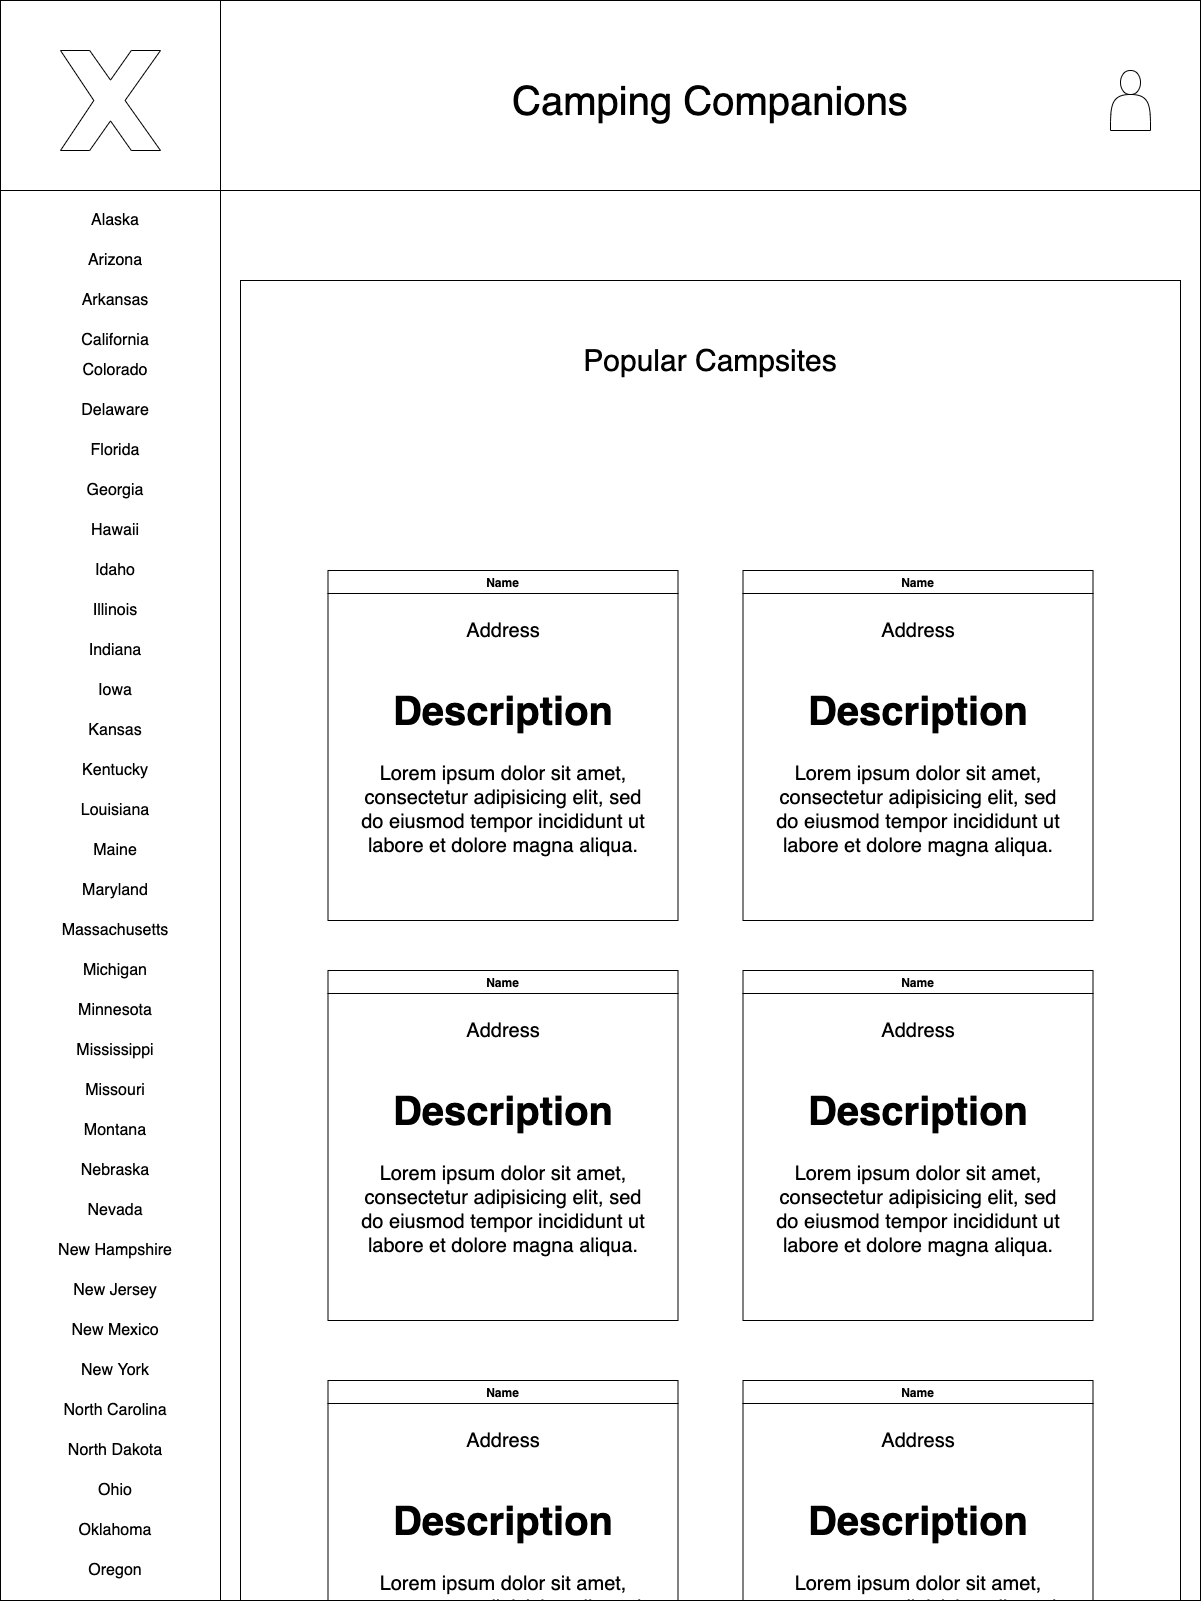 Camping Companions
Alaska
Arizona
Arkansas
California
Colorado
Delaware
Florida
Georgia
Hawaii
Idaho
Illinois
Indiana
Iowa
Kansas
Kentucky
Louisiana
Maine
Maryland
Massachusetts
Michigan
Minnesota
Mississippi
Missouri
Montana
Nebraska
Nevada
New Hampshire
New Jersey
New Mexico
New York
North Carolina
North Dakota
Ohio
Oklahoma
Oregon
Popular Campsites
Name
Address
Description
Lorem ipsum dolor sit amet,
consectetur adipisicing elit, sed
do eiusmod tempor incididunt ut
labore et dolore magna aliqua.
Name
Address
Description
Lorem ipsum dolor sit amet,
consectetur adipisicing elit, sed
do eiusmod tempor incididunt ut
labore et dolore magna aliqua.
Name
Address
Description
Lorem ipsum dolor sit amet,
consectetur adipisicing elit, sed
do eiusmod tempor incididunt ut
labore et dolore magna aliqua.
Name
Address
Description
Lorem ipsum dolor sit amet,
consectetur adipisicing elit, sed
do eiusmod tempor incididunt ut
labore et dolore magna aliqua.
Name
Address
Description
Lorem ipsum dolor sit amet,
Name
Address
Description
Lorem ipsum dolor sit amet,